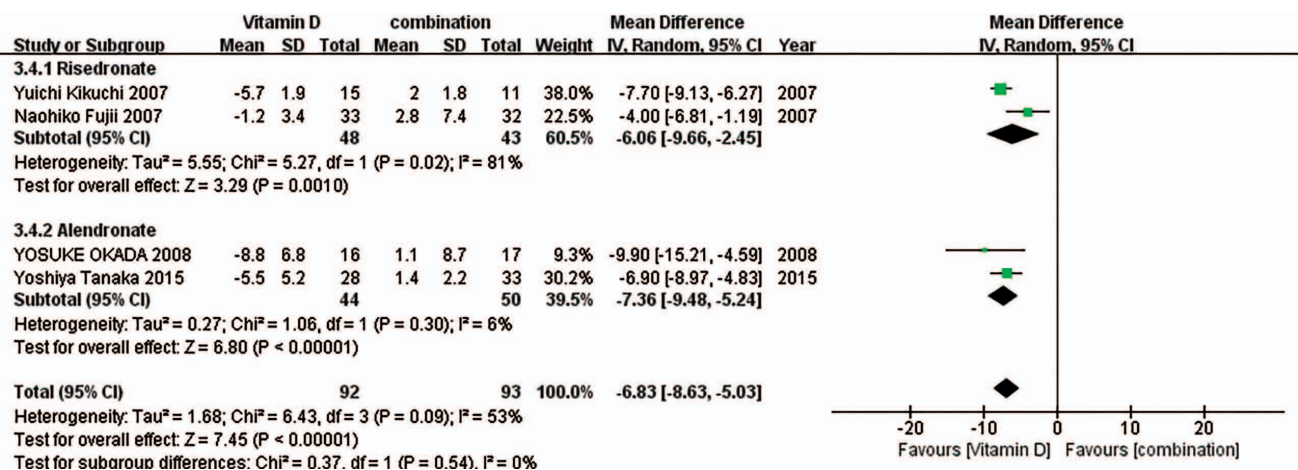 Vitamin D combination Mean Difference Mean Difference
Study or Subgroup Mean SD Total Mean SD Total Weight IV, Random, 95% CI Year IV, Random, 95% CI
3.4.1 Risedronate
Yuichi Kikuchi 2007 -5.7 1.9 15 2 1.8 11 38.0% -7.70 [-9.13, -6.27] 2007
Naohiko Fujii 2007 -1.2 3.4 33 2.8 7.4 32 22.5% -4.00 [-6.81, -1.19] 2007
Subtotal (95% CI) 48 43 60.5% -6.06 [-9.66, -2.45]
Heterogeneity: Tau² = 5.55; Chi² = 5.27, df = 1 (P = 0.02); I² = 81%
Test for overall effect: Z = 3.29 (P = 0.0010)
3.4.2 Alendronate
YOSUKE OKADA 2008 -8.8 6.8 16 1.1 8.7 17 9.3% -9.90 [-15.21, -4.59] 2008
Yoshiya Tanaka 2015 -5.5 5.2 28 1.4 2.2 33 30.2% -6.90 [-8.97, -4.83] 2015
Subtotal (95% CI) 44 50 39.5% -7.36 [-9.48, -5.24]
Heterogeneity: Tau² = 0.27; Chi² = 1.06, df = 1 (P = 0.30); I² = 6%
Test for overall effect: Z = 6.80 (P < 0.00001)
Total (95% CI) 92 93 100.0% -6.83 [-8.63, -5.03]
Heterogeneity: Tau² = 1.68; Chi² = 6.43, df = 3 (P = 0.09); I² = 53%
Test for overall effect: Z = 7.45 (P < 0.00001)
Test for subgroup differences: Chi² = 0.37, df = 1 (P = 0.54), I² = 0%
-20 -10 0 10 20
Favours [Vitamin D] Favours [combination]